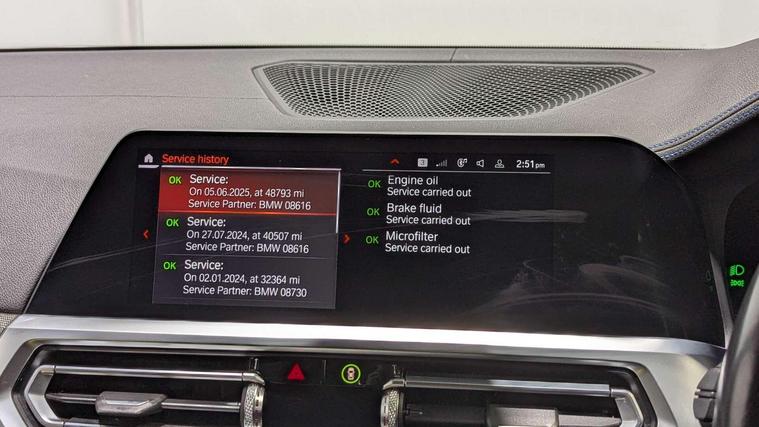 Service history
3
2:51pm
OK Service:
On 05.06.2025, at 48793 mi
Service Partner: BMW 08616
OK Service:
On 27.07.2024, at 40507 mi
Service Partner: BMW 08616
OK Service:
On 02.01.2024, at 32364 mi
Service Partner: BMW 08730
OK Engine oil
Service carried out
OK Brake fluid
Service carried out
OK Microfilter
Service carried out